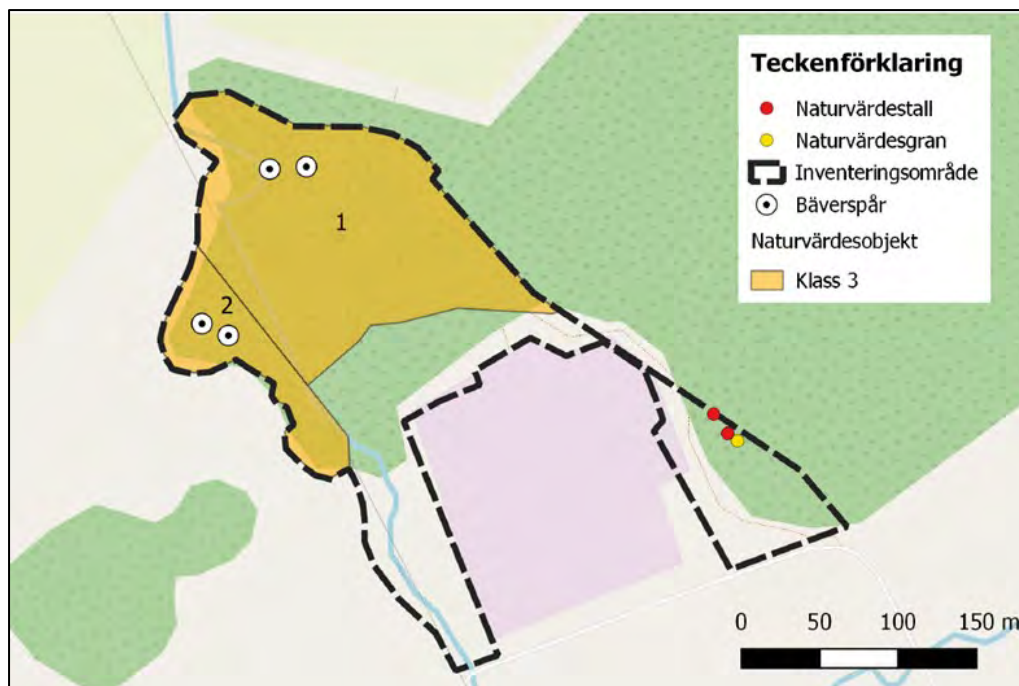 Teckenförklaring
Naturvärdestall
Naturvärdesgran
Inventeringsområde
Bäverspår
Naturvärdesobjekt
Klass 3
1
2
0 50 100 150 m